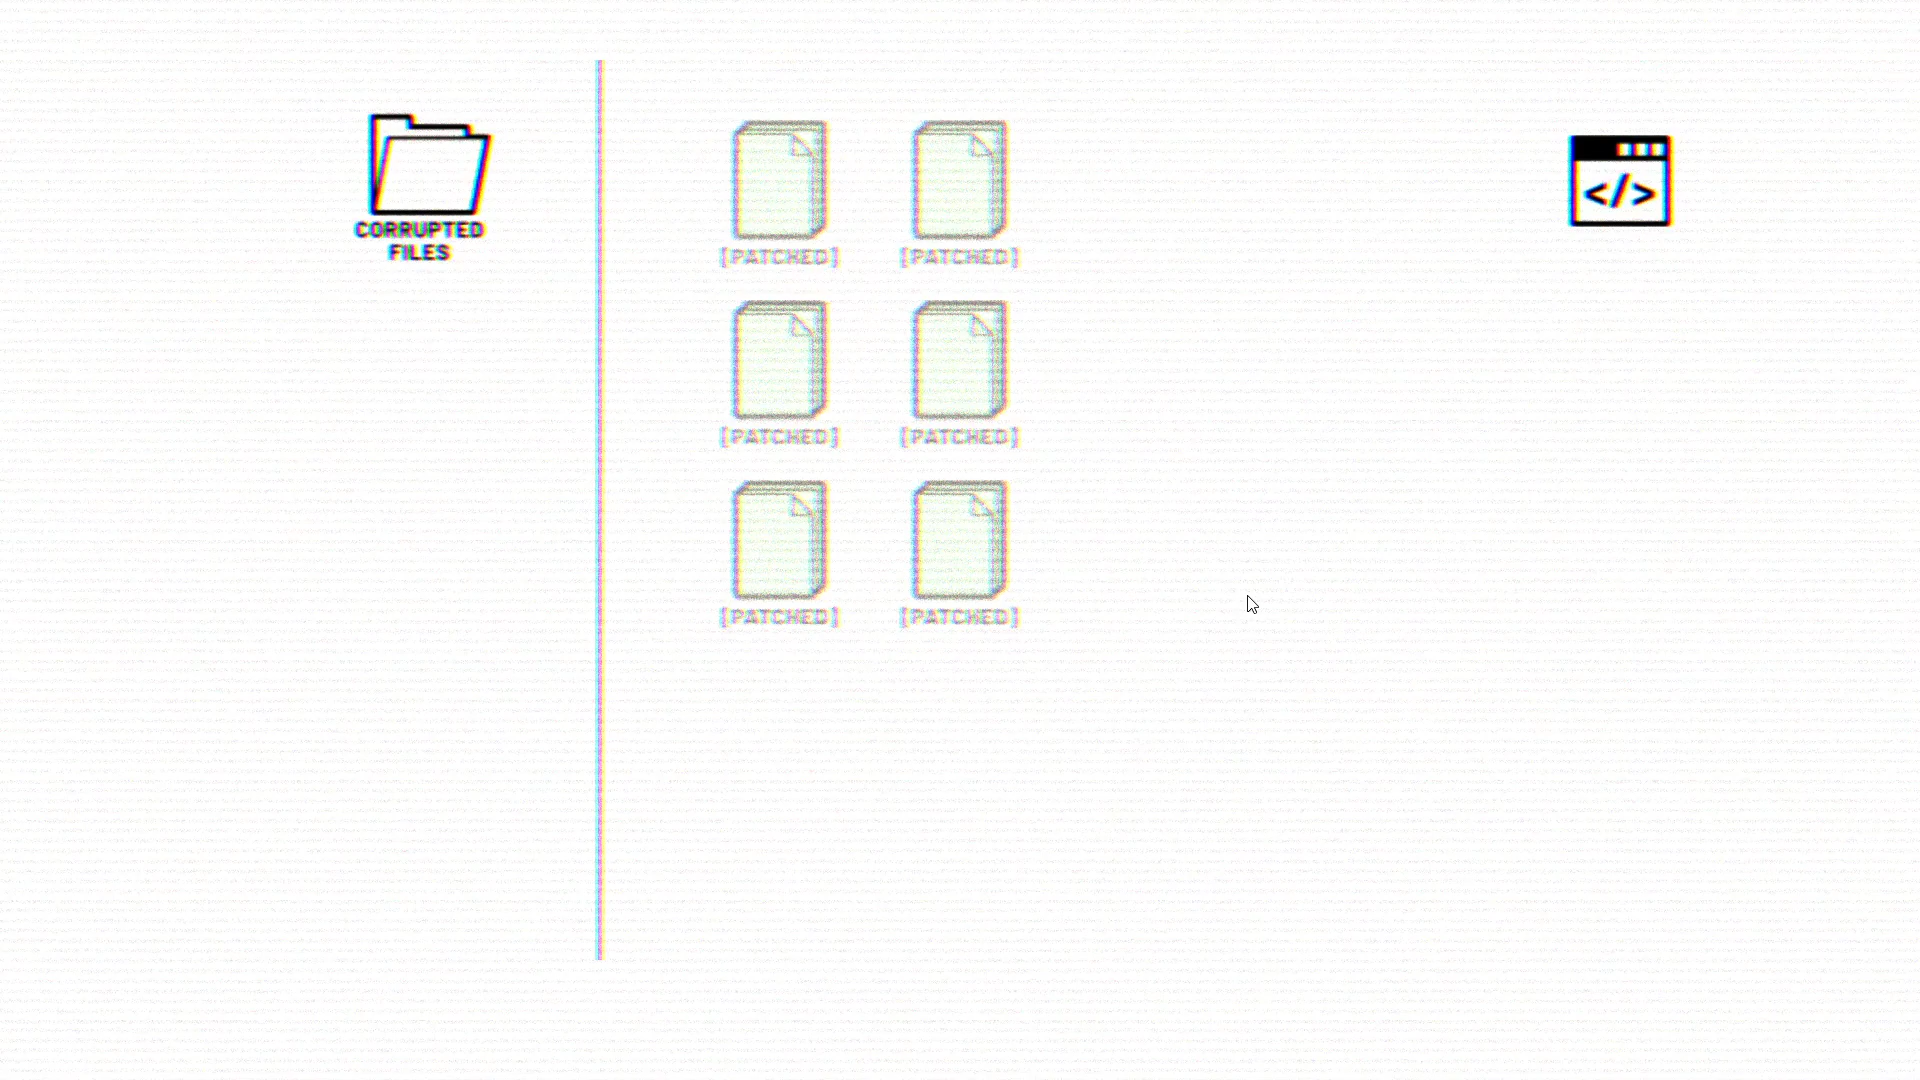 CORRUPTED
FILES
[PATCHED]
[PATCHED]
[PATCHED]
[PATCHED]
[PATCHED]
[PATCHED]
</>